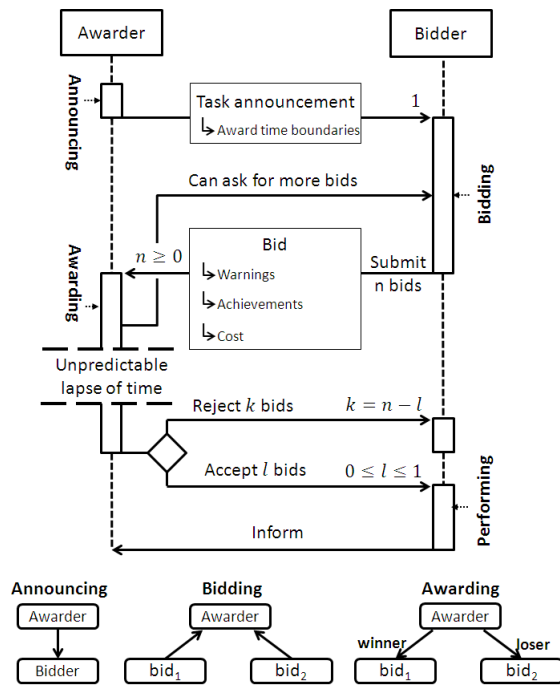 Awarder
Bidder
Announcing
Task announcement
Award time boundaries
1
Bidding
Can ask for more bids
Awarding
n ≥ 0
Bid
Warnings
Achievements
Cost
Submit
n bids
Unpredictable
lapse of time
Reject k bids
k = n − l
Accept l bids
0 ≤ l ≤ 1
Performing
Inform
Announcing
Bidding
Awarding
Awarder
Awarder
Awarder
winner
loser
Bidder
bid₁
bid₂
bid₁
bid₂